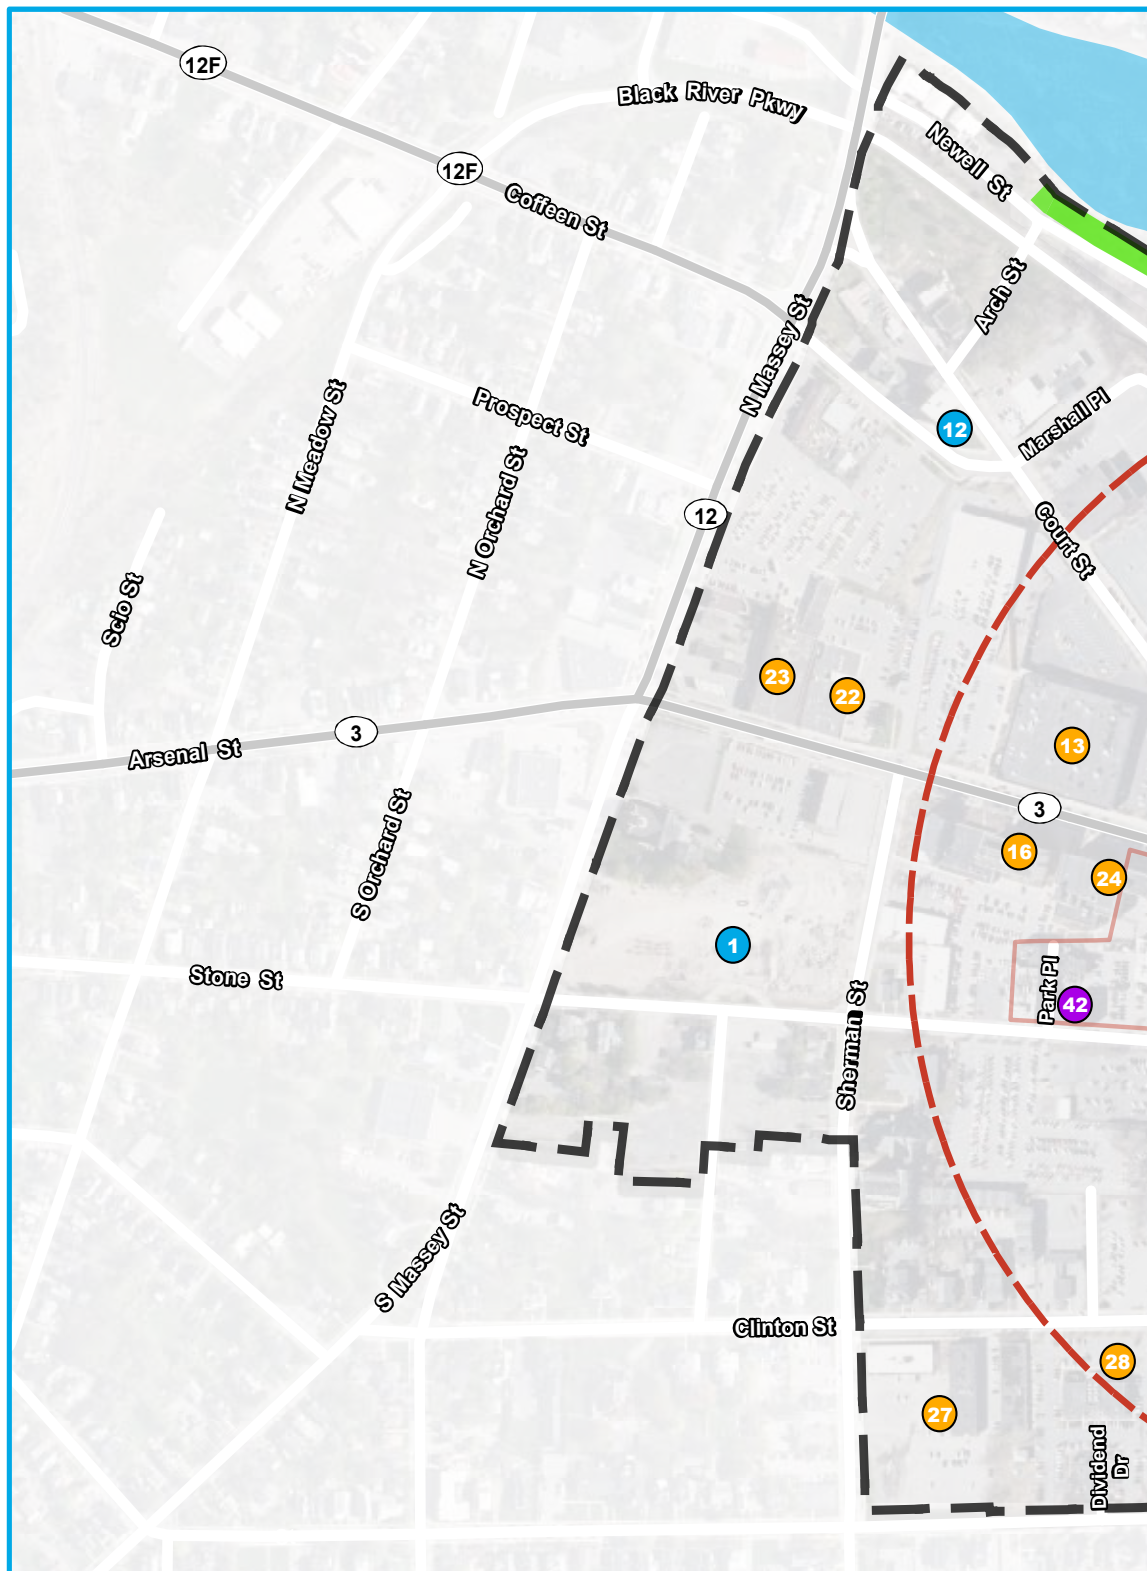 12F
Black River Pkwy
Newell St
12F
Coffeen St
Arch St
N Massey St
Prospect St
N Meadow St
Marshall Pl
12
N Orchard St
12
Court St
Scio St
23
22
3
Arsenal St
13
3
S Orchard St
16
24
1
Stone St
Park Pl
42
Sherman St
S Massey St
Clinton St
28
27
Dividend
Dr